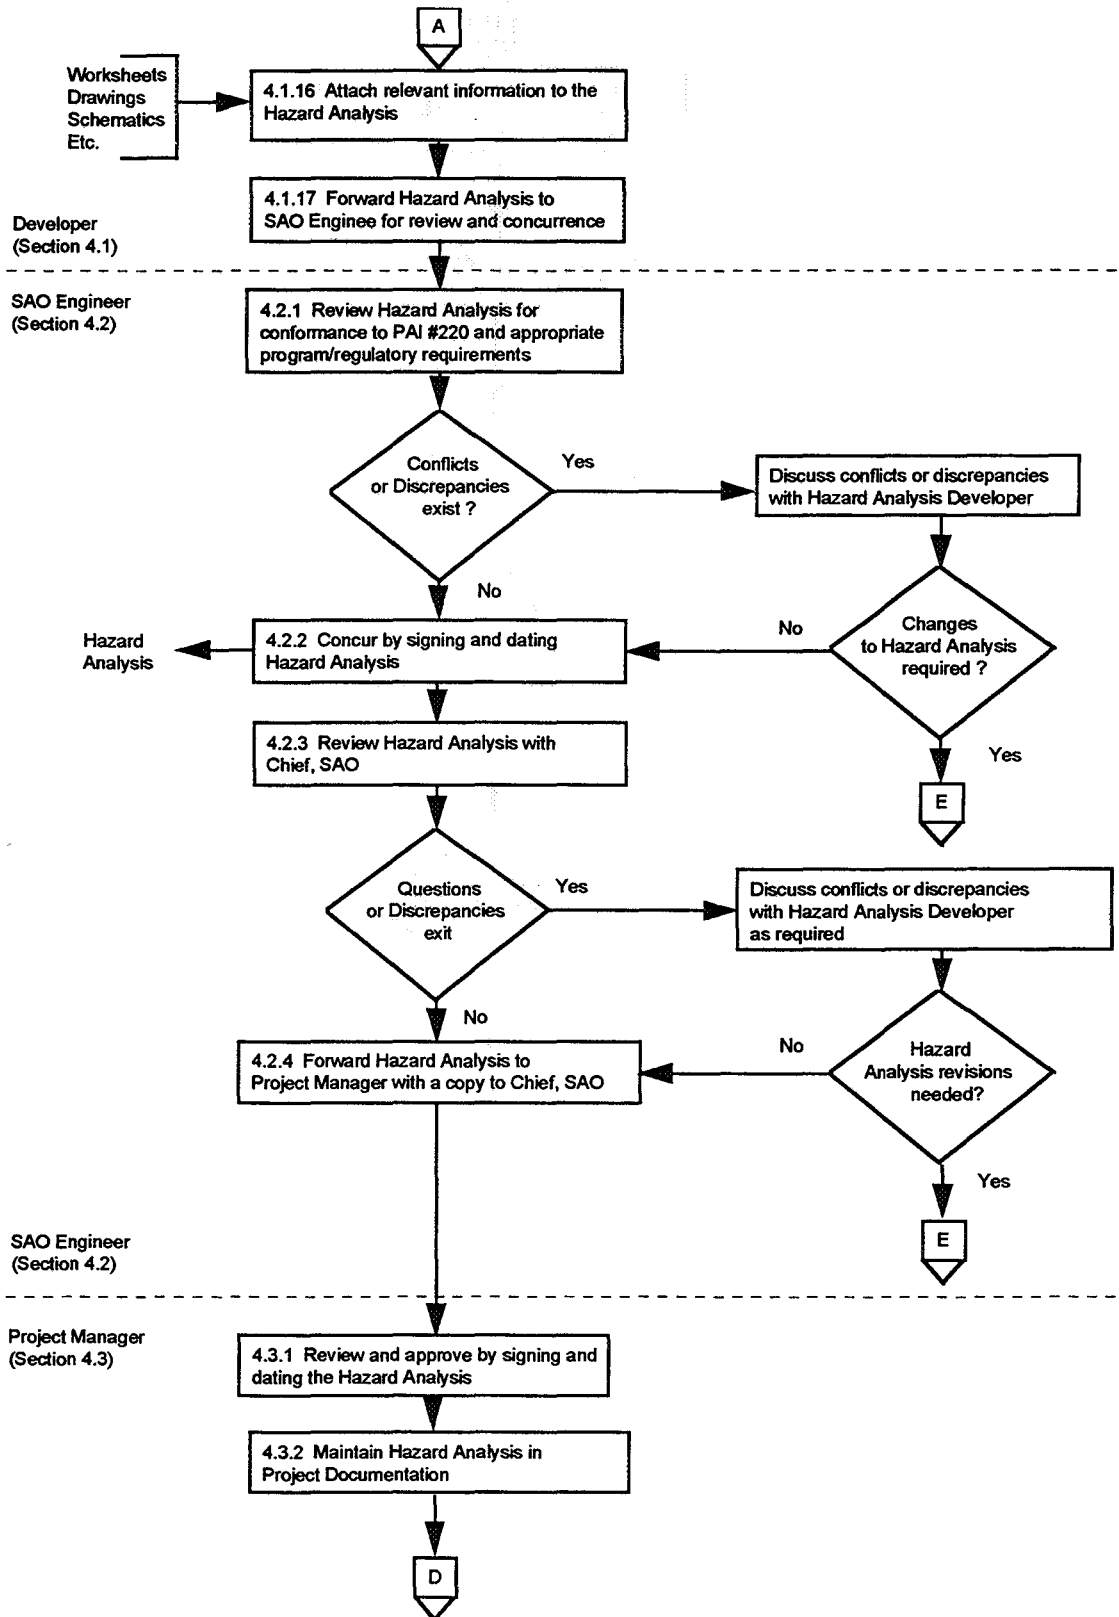 A
Worksheets
Drawings
Schematics
Etc.
4.1.16 Attach relevant information to the
Hazard Analysis
4.1.17 Forward Hazard Analysis to
SAO Enginee for review and concurrence
Developer
(Section 4.1)
SAO Engineer
(Section 4.2)
4.2.1 Review Hazard Analysis for
conformance to PAI #220 and appropriate
program/regulatory requirements
Conflicts
or Discrepancies
exist ?
Yes
Discuss conflicts or discrepancies
with Hazard Analysis Developer
No
Hazard
Analysis
4.2.2 Concur by signing and dating
Hazard Analysis
No
Changes
to Hazard Analysis
required ?
4.2.3 Review Hazard Analysis with
Chief, SAO
Yes
E
Questions
or Discrepancies
exit
Yes
Discuss conflicts or discrepancies
with Hazard Analysis Developer
as required
No
4.2.4 Forward Hazard Analysis to
Project Manager with a copy to Chief, SAO
No
Hazard
Analysis revisions
needed?
Yes
E
SAO Engineer
(Section 4.2)
Project Manager
(Section 4.3)
4.3.1 Review and approve by signing and
dating the Hazard Analysis
4.3.2 Maintain Hazard Analysis in
Project Documentation
D